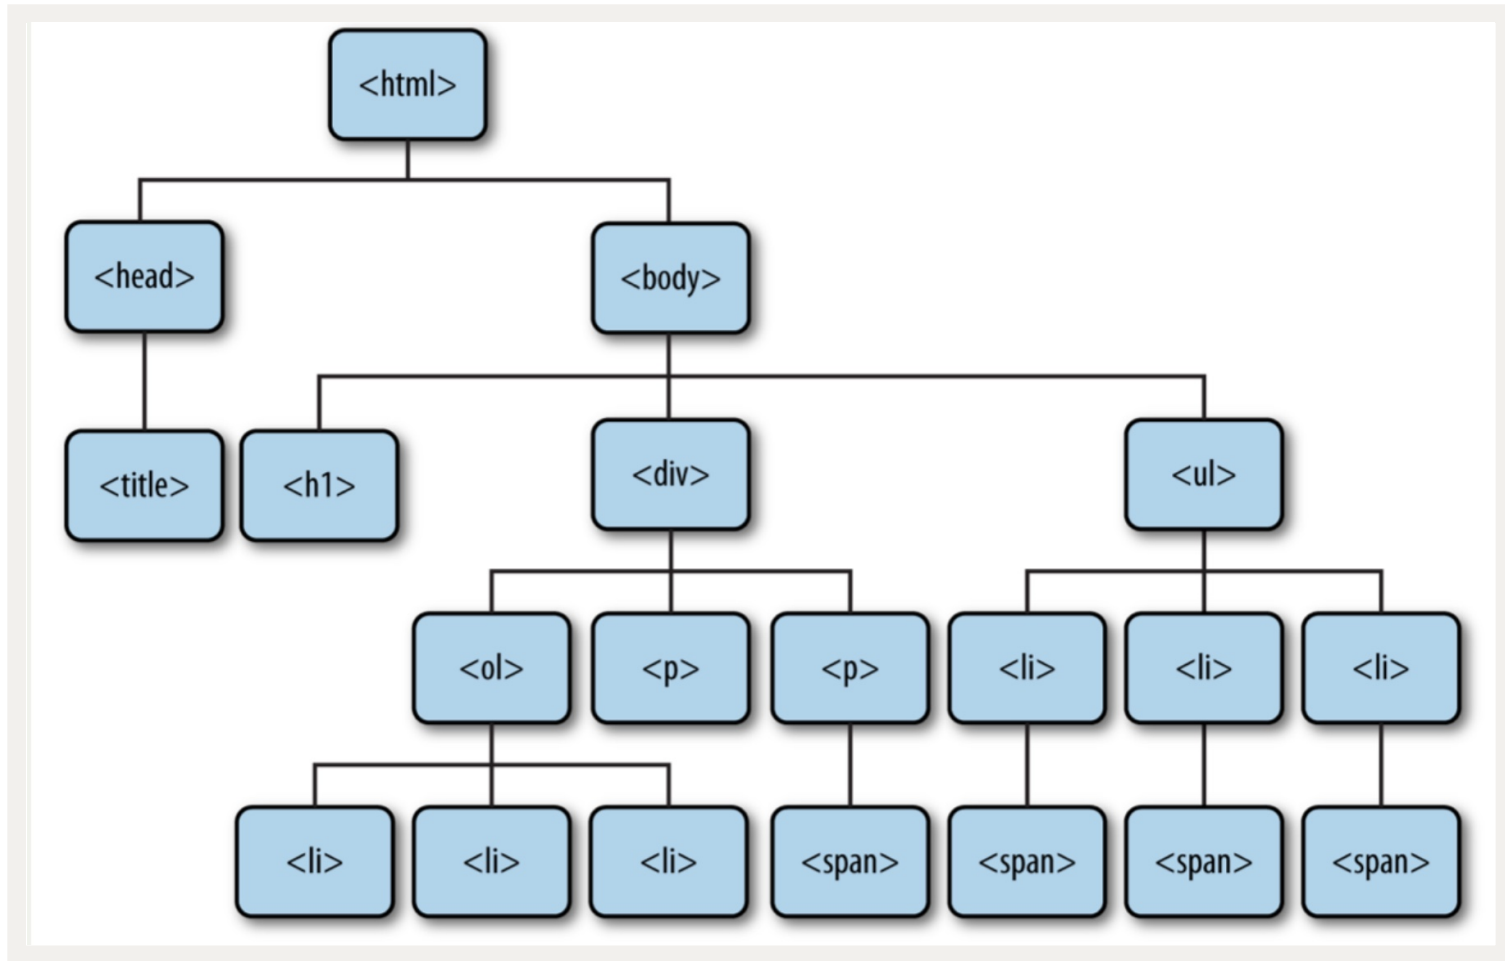 <html>
<head>
<body>
<title>
<h1>
<div>
<ul>
<ol>
<p>
<p>
<li>
<li>
<li>
<li>
<li>
<li>
<span>
<span>
<span>
<span>